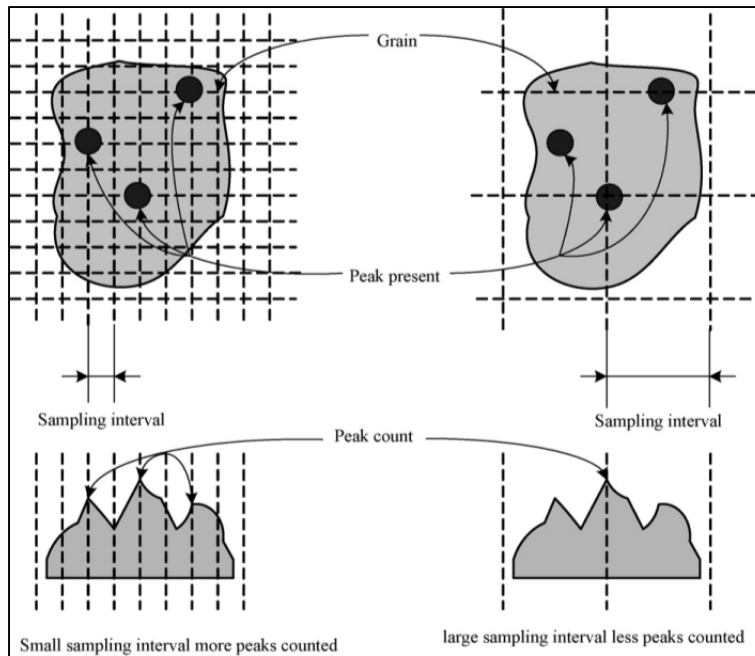 Grain
Peak present
Sampling interval
Sampling interval
Peak count
Small sampling interval more peaks counted
large sampling interval less peaks counted